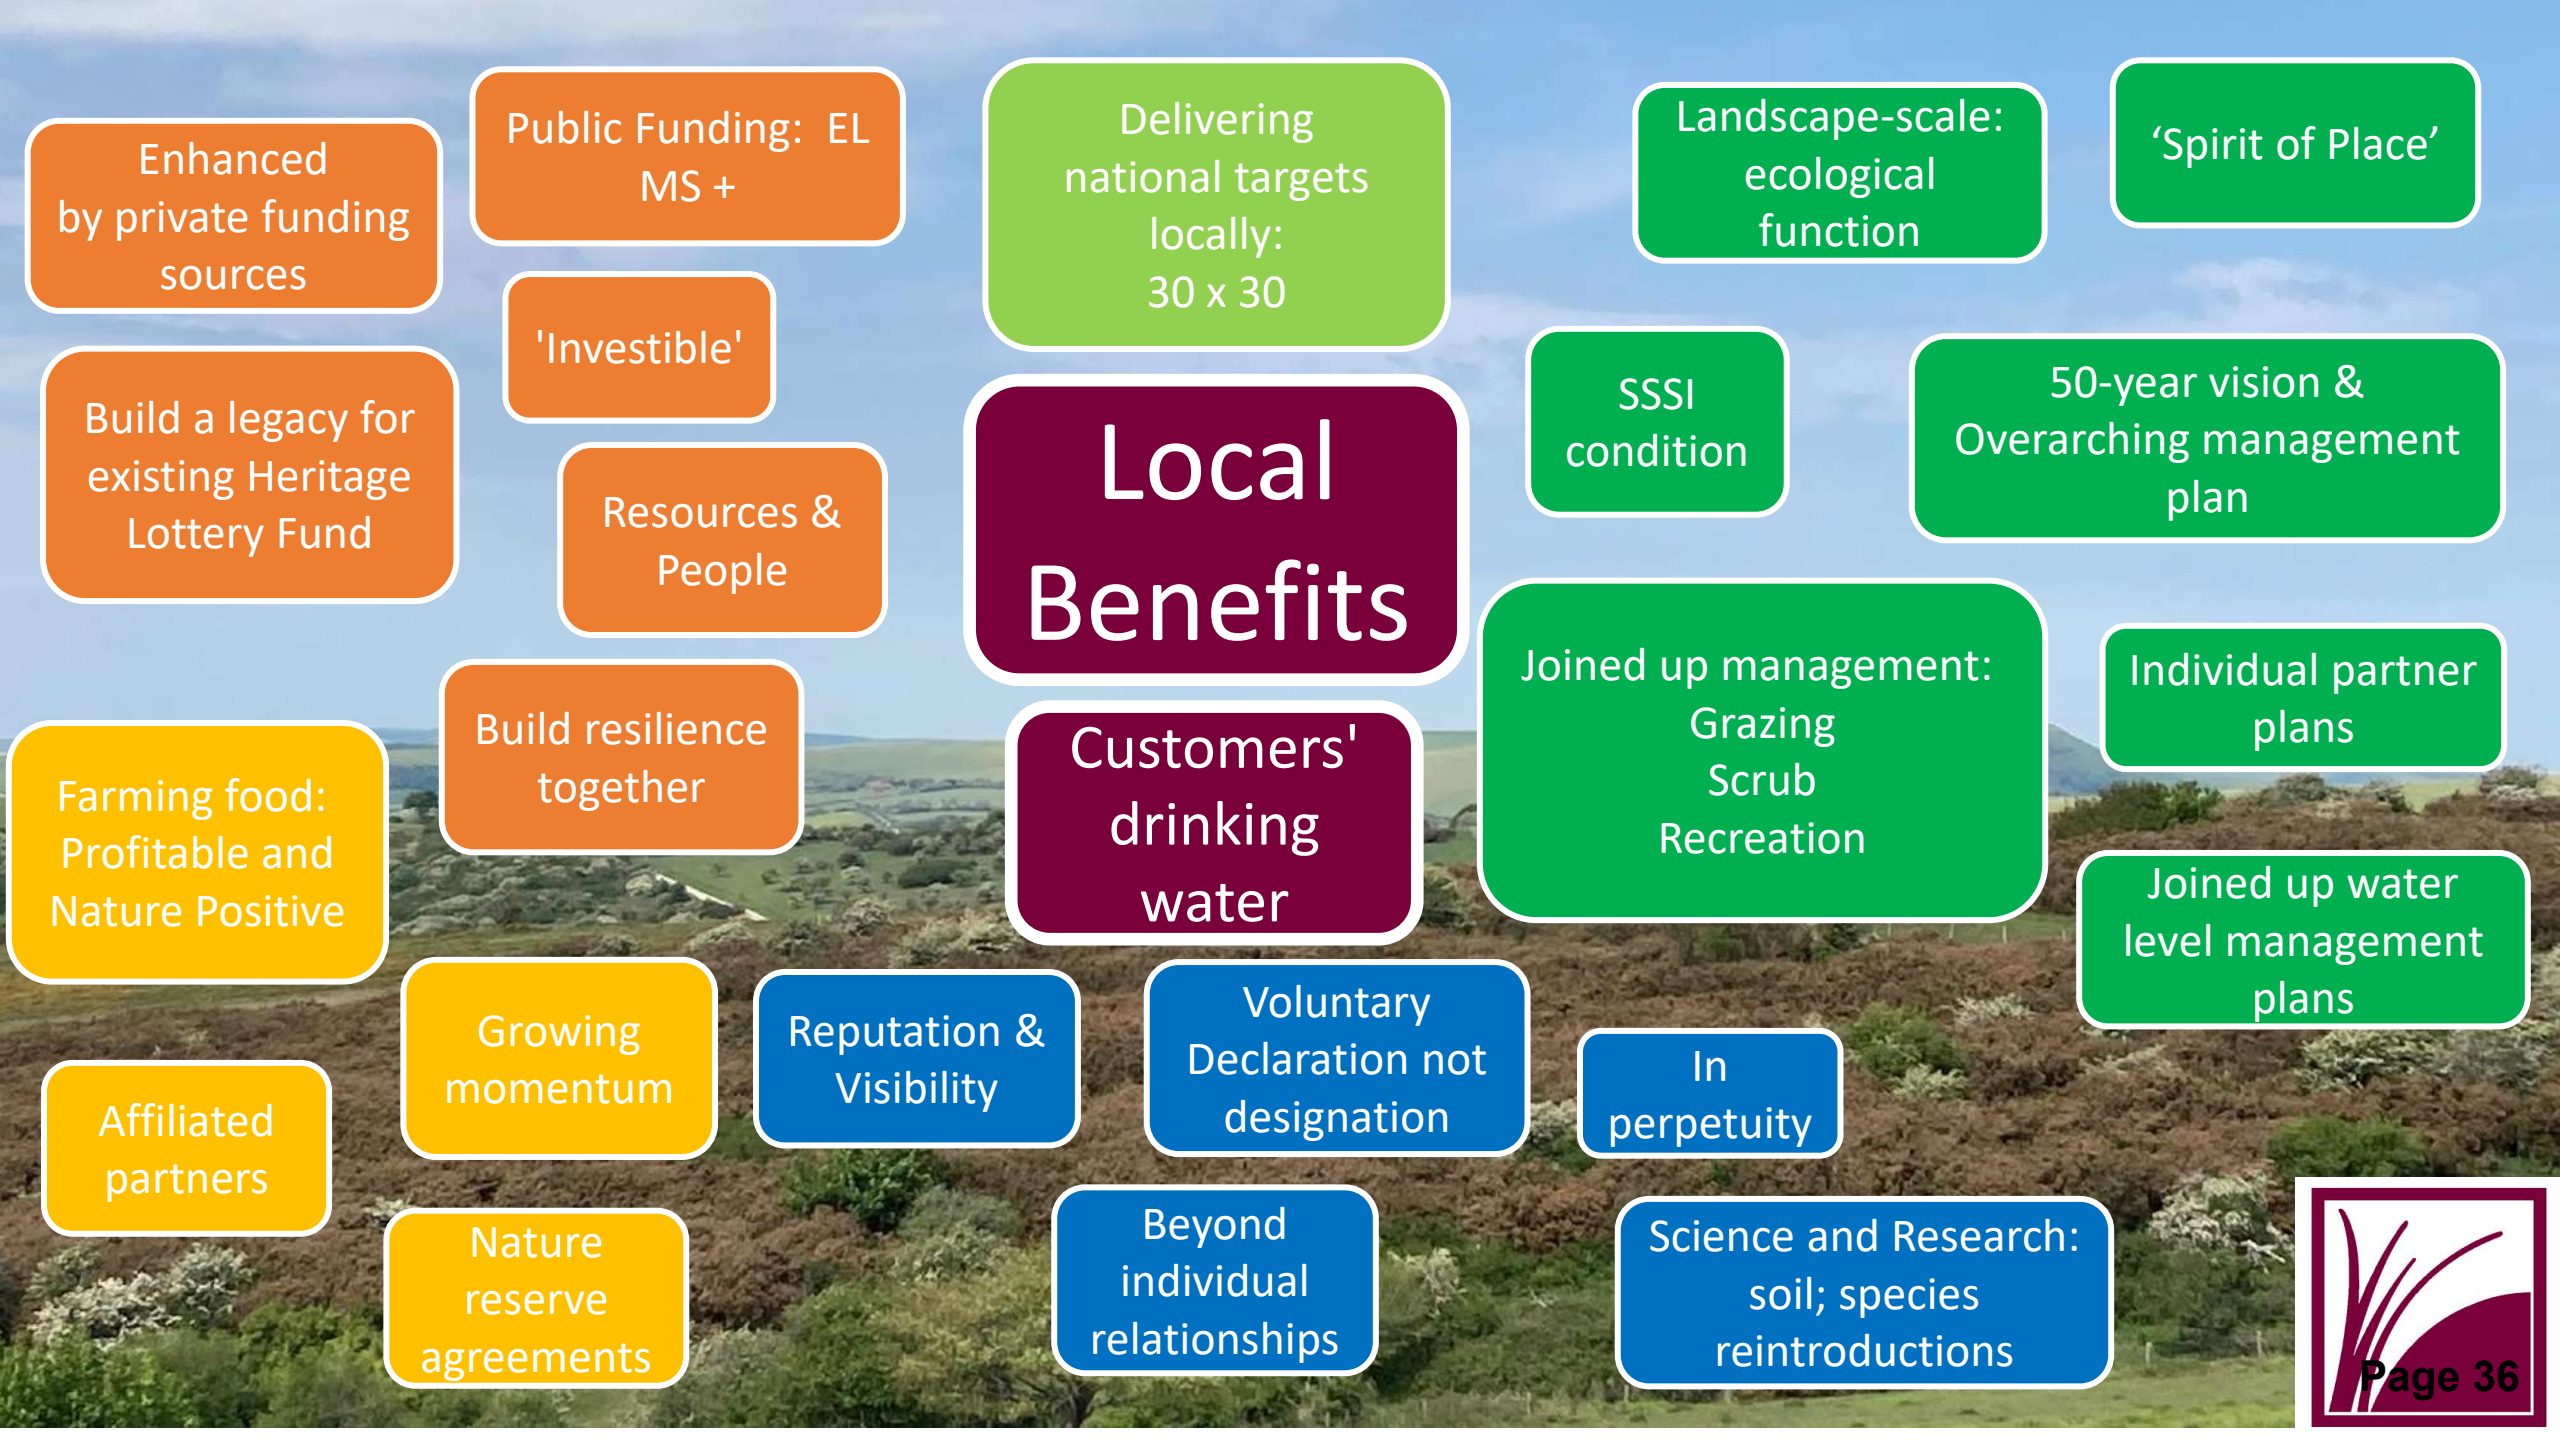 Enhanced
by private funding
sources
Public Funding:  EL
MS +
Delivering
national targets
locally:
30 x 30
Landscape-scale:
ecological
function
‘Spirit of Place’
'Investible'
Build a legacy for
existing Heritage
Lottery Fund
Resources &
People
Local
Benefits
SSSI
condition
50-year vision &
Overarching management
plan
Build resilience
together
Customers'
drinking
water
Joined up management:
Grazing
Scrub
Recreation
Individual partner
plans
Joined up water
level management
plans
Farming food:
Profitable and
Nature Positive
Growing
momentum
Affiliated
partners
Nature
reserve
agreements
Reputation &
Visibility
Voluntary
Declaration not
designation
In
perpetuity
Beyond
individual
relationships
Science and Research:
soil; species
reintroductions
Page 36